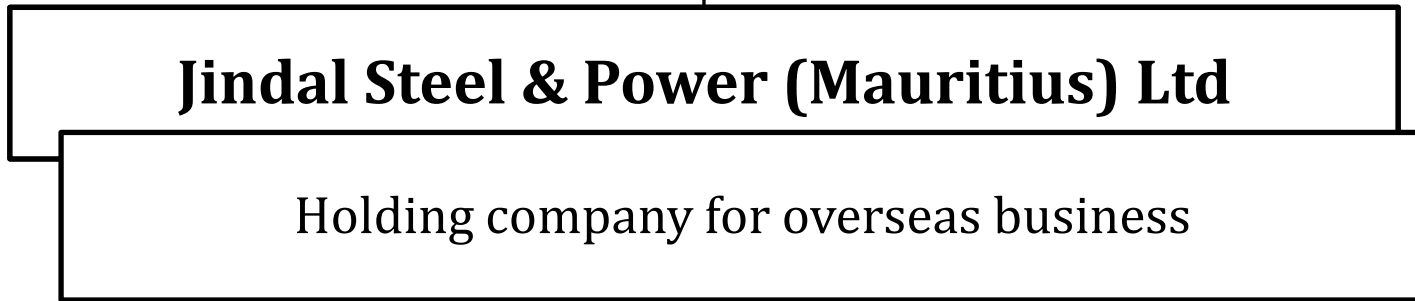 Jindal Steel & Power (Mauritius) Ltd
Holding company for overseas business